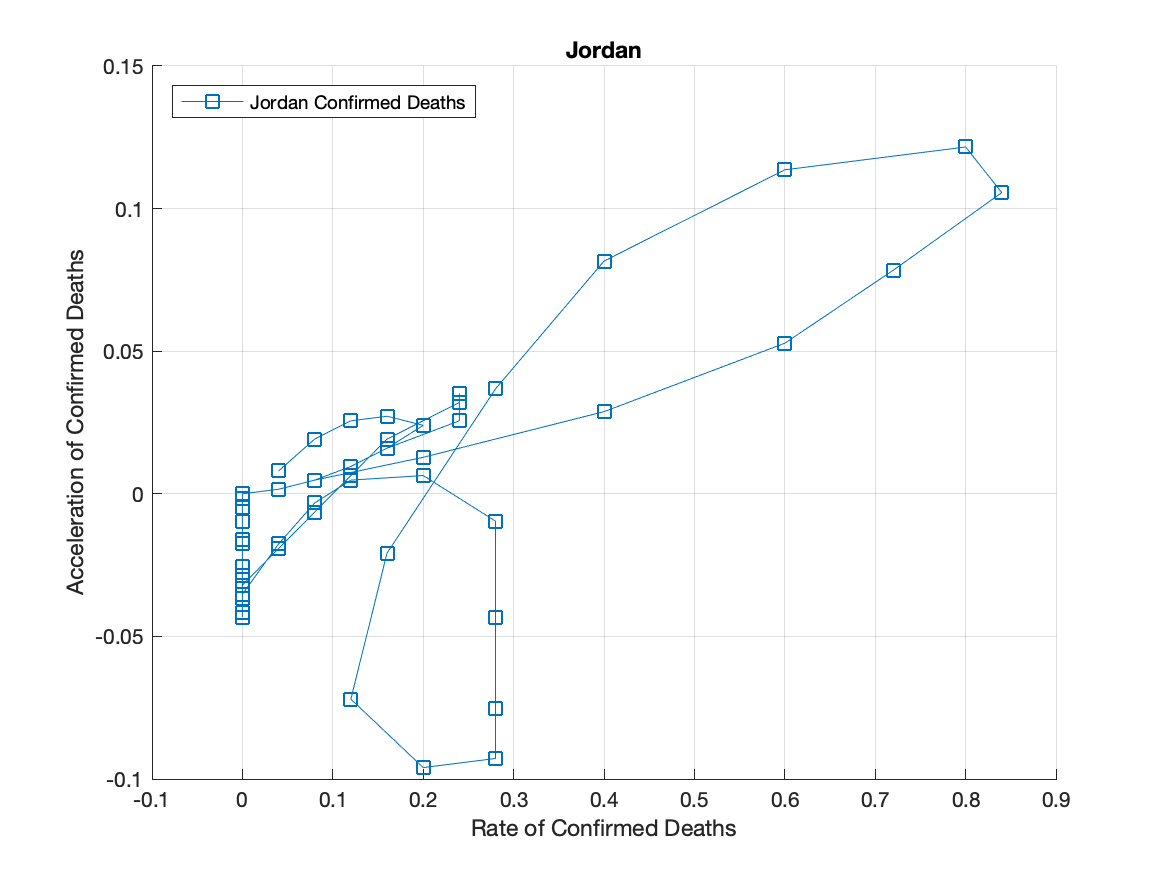 Jordan
Jordan Confirmed Deaths
Acceleration of Confirmed Deaths
0.15
0.1
0.05
0
-0.05
-0.1
-0.1 0 0.1 0.2 0.3 0.4 0.5 0.6 0.7 0.8 0.9
Rate of Confirmed Deaths